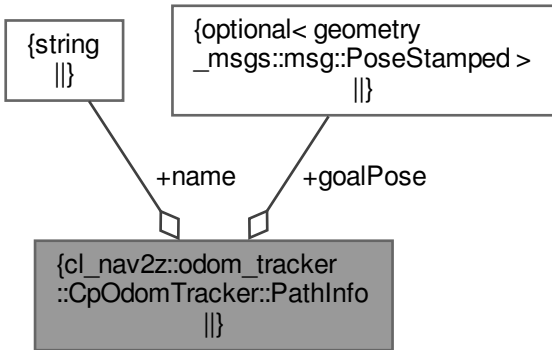 {string
||}
{optional< geometry
_msgs::msg::PoseStamped >
||}
+name
+goalPose
{cl_nav2z::odom_tracker
::CpOdomTracker::PathInfo
||}